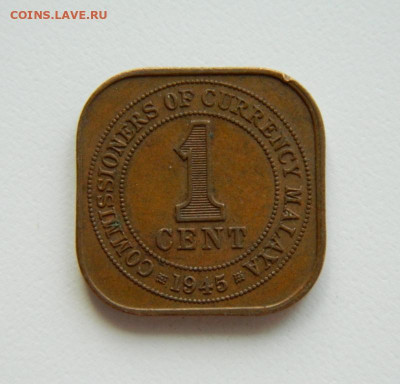 COINS.LAVE.RU
COMMISSIONERS OF CURRENCY MALAYA
1
CENT
1945